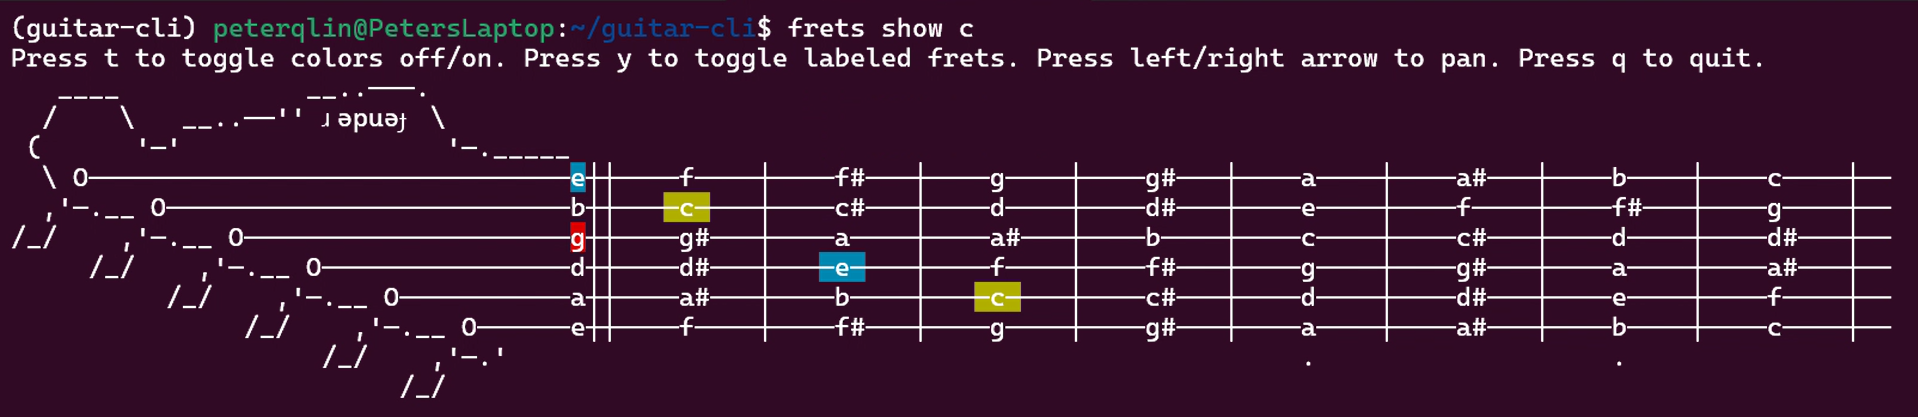 (guitar-cli) peterqlin@PetersLaptop:~/guitar-cli$ frets show c
Press t to toggle colors off/on. Press y to toggle labeled frets. Press left/right arrow to pan. Press q to quit.
ɹǝpuǝɟ
O e f f# g g# a a# b c
O b c c# d d# e f f# g
O g g# a a# b c c# d d#
O d d# e f f# g g# a a#
O a a# b c c# d d# e f
O e f f# g g# a a# b c